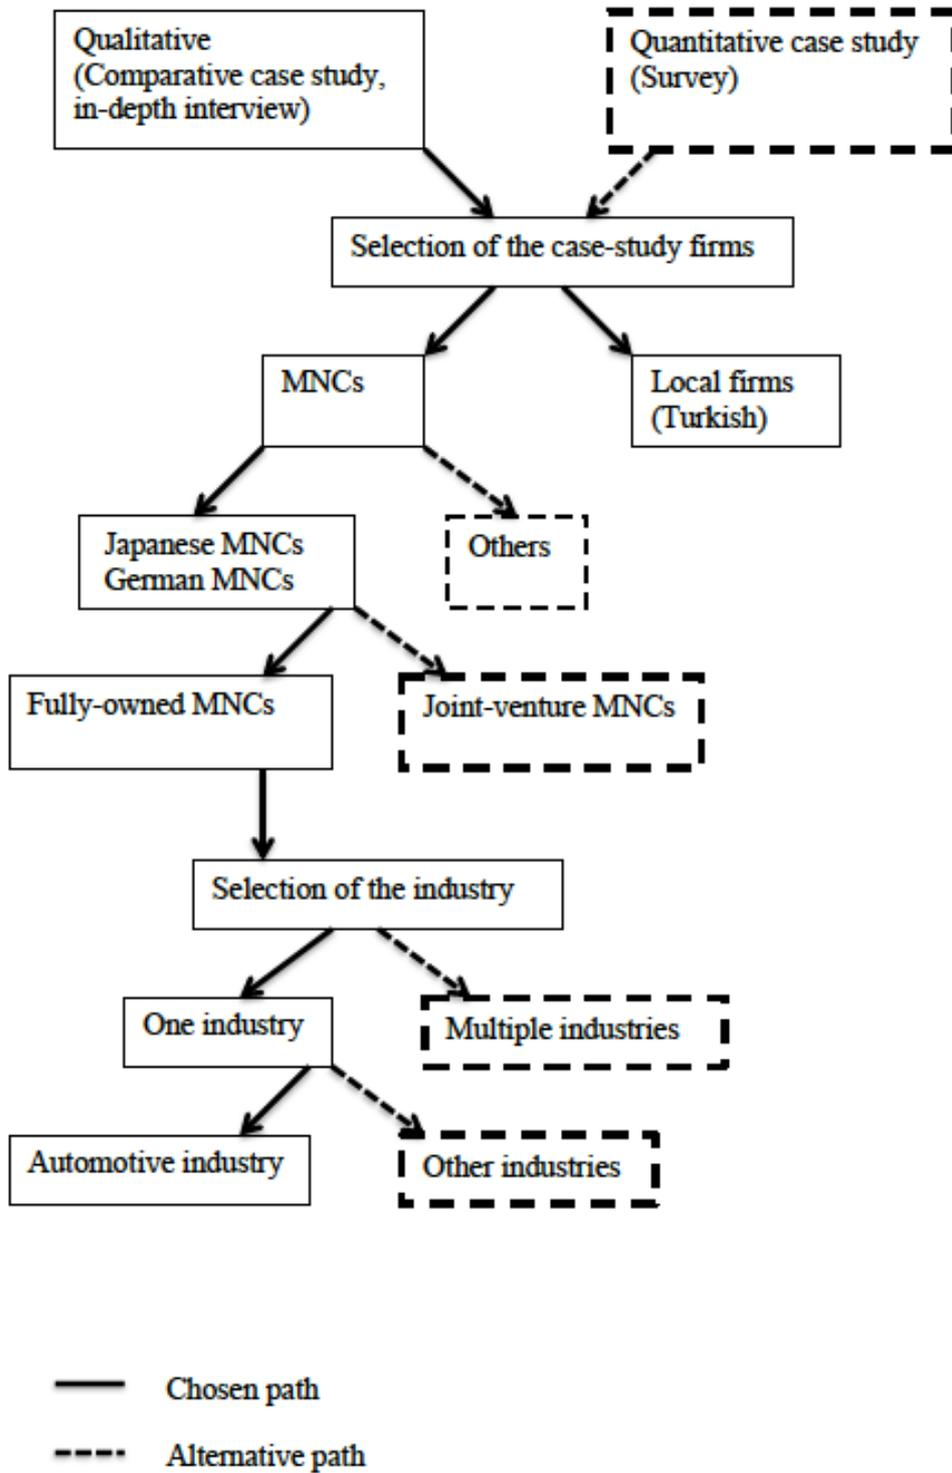 Qualitative
(Comparative case study,
in-depth interview)
Quantitative case study
(Survey)
Selection of the case-study firms
MNCs
Local firms
(Turkish)
Japanese MNCs
German MNCs
Others
Fully-owned MNCs
Joint-venture MNCs
Selection of the industry
One industry
Multiple industries
Automotive industry
Other industries
Chosen path
Alternative path